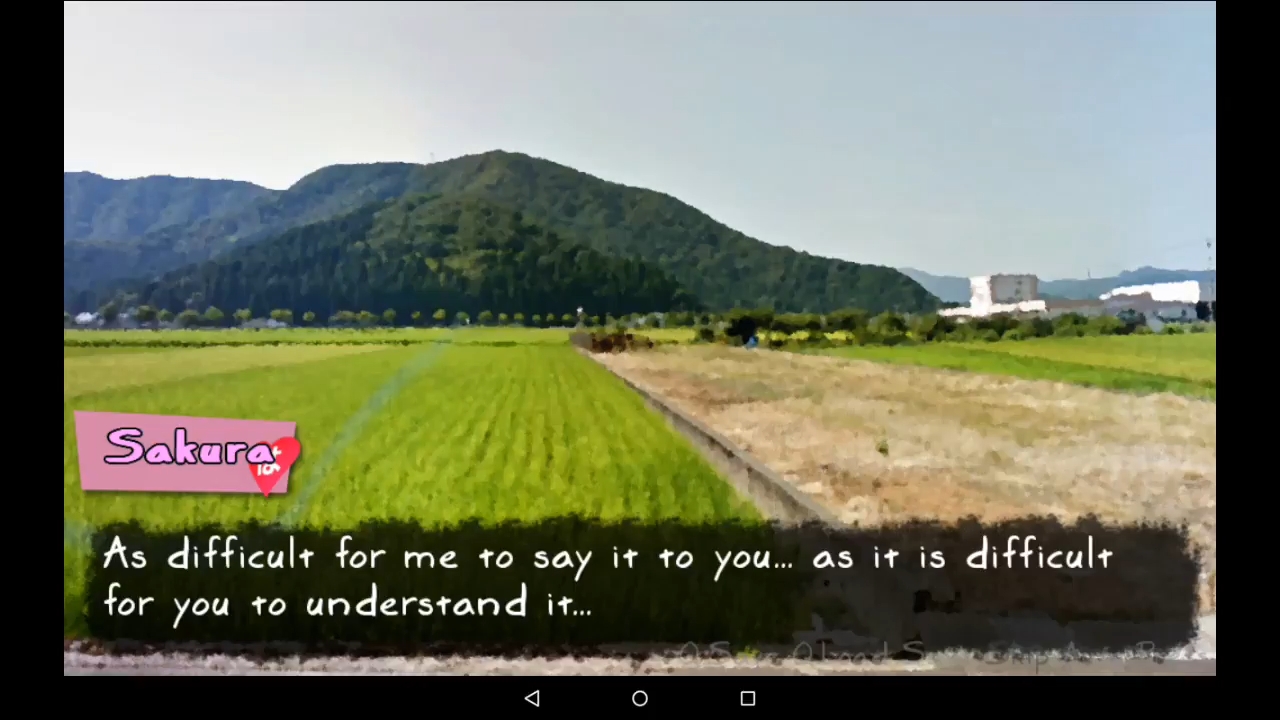 Sakura
As difficult for me to say it to you... as it is difficult
for you to understand it...